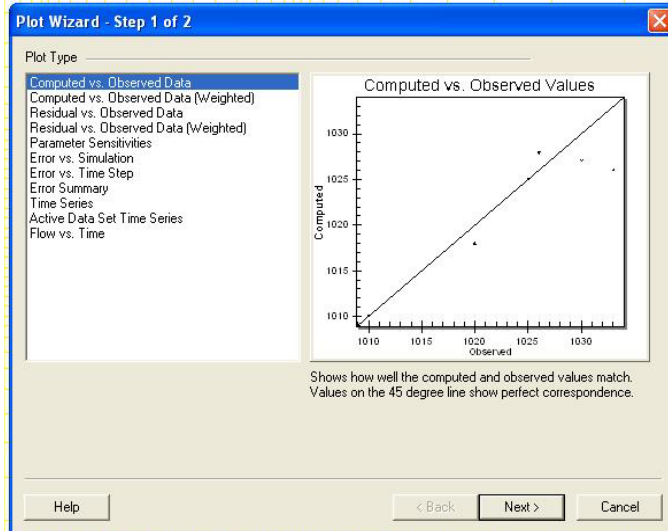 Plot Wizard - Step 1 of 2
Plot Type
Computed vs. Observed Data
Computed vs. Observed Data (Weighted)
Residual vs. Observed Data
Residual vs. Observed Data (Weighted)
Parameter Sensitivities
Error vs. Simulation
Error vs. Time Step
Error Summary
Time Series
Active Data Set Time Series
Flow vs. Time
Computed vs. Observed Values
Computed
1030
1025
1020
1015
1010
1010 1015 1020 1025 1030
Observed
Shows how well the computed and observed values match.
Values on the 45 degree line show perfect correspondence.
Help
< Back
Next >
Cancel